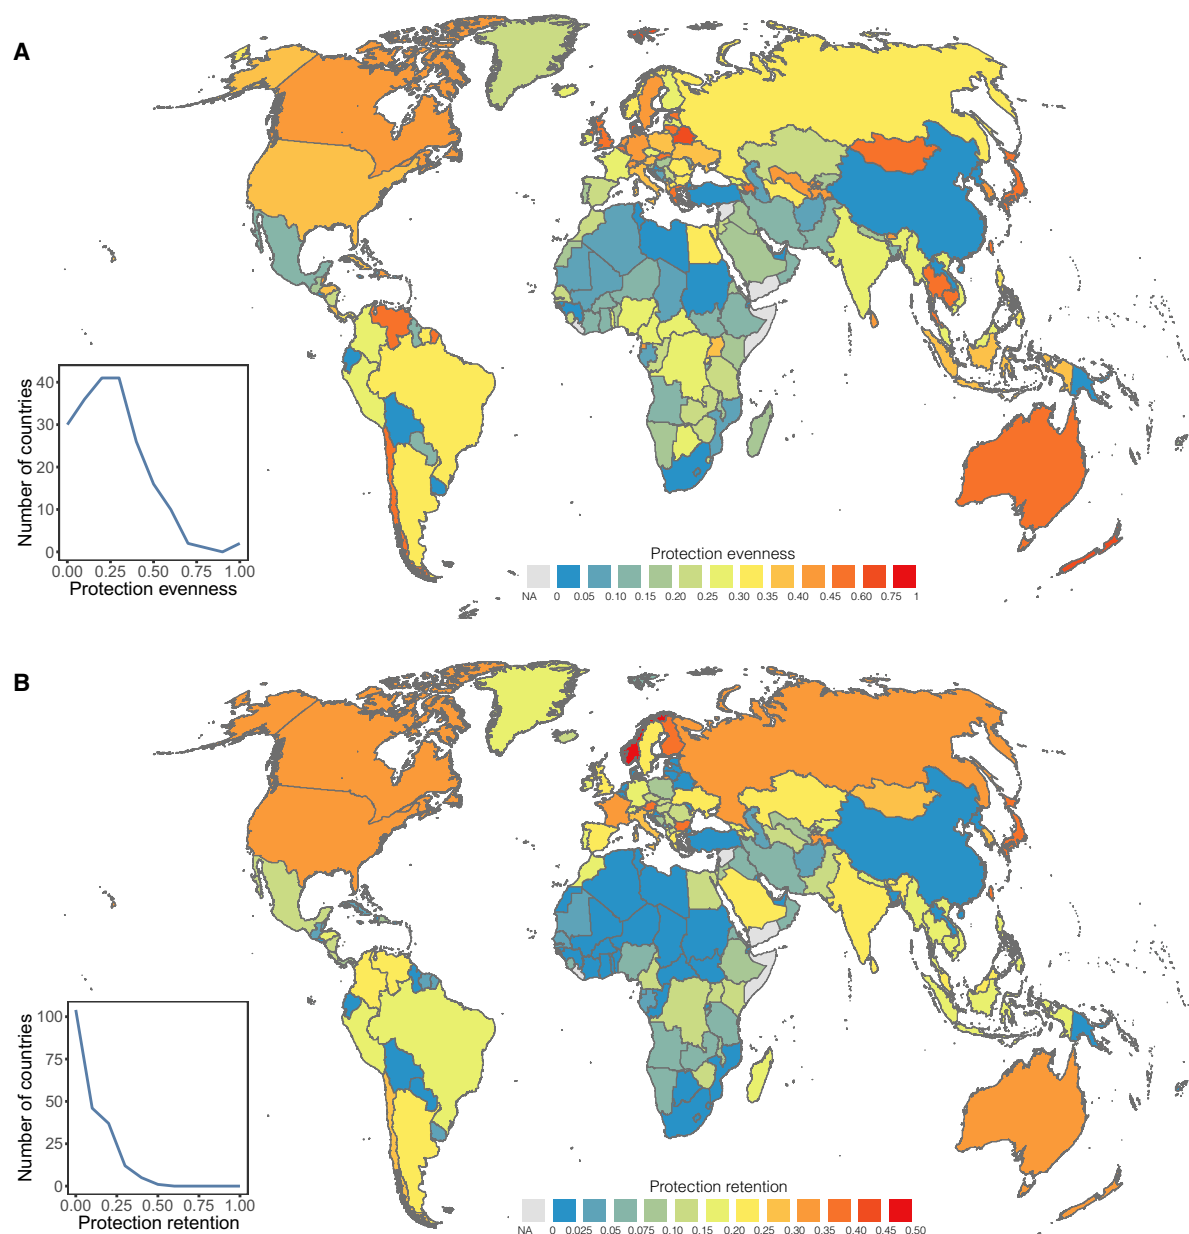 A
40
30
20
10
0
Number of countries
0.00 0.25 0.50 0.75 1.00
Protection evenness
Protection evenness
NA 0 0.05 0.10 0.15 0.20 0.25 0.30 0.35 0.40 0.45 0.60 0.75 1
B
100
75
50
25
0
Number of countries
0.00 0.25 0.50 0.75 1.00
Protection retention
Protection retention
NA 0 0.025 0.05 0.075 0.10 0.15 0.20 0.25 0.30 0.35 0.40 0.45 0.50